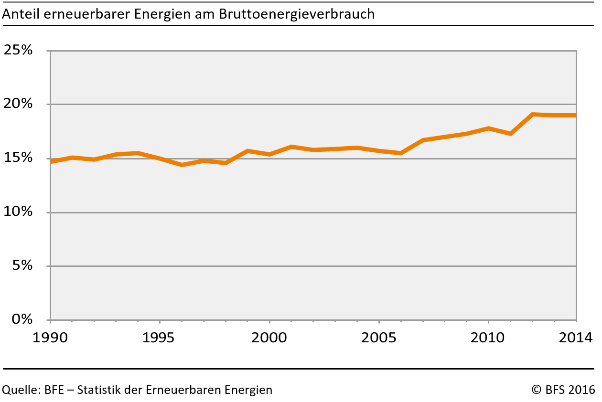 Anteil erneuerbarer Energien am Bruttoenergieverbrauch
25%
20%
15%
10%
5%
0%
1990 1995 2000 2005 2010 2014
Quelle: BFE – Statistik der Erneuerbaren Energien © BFS 2016